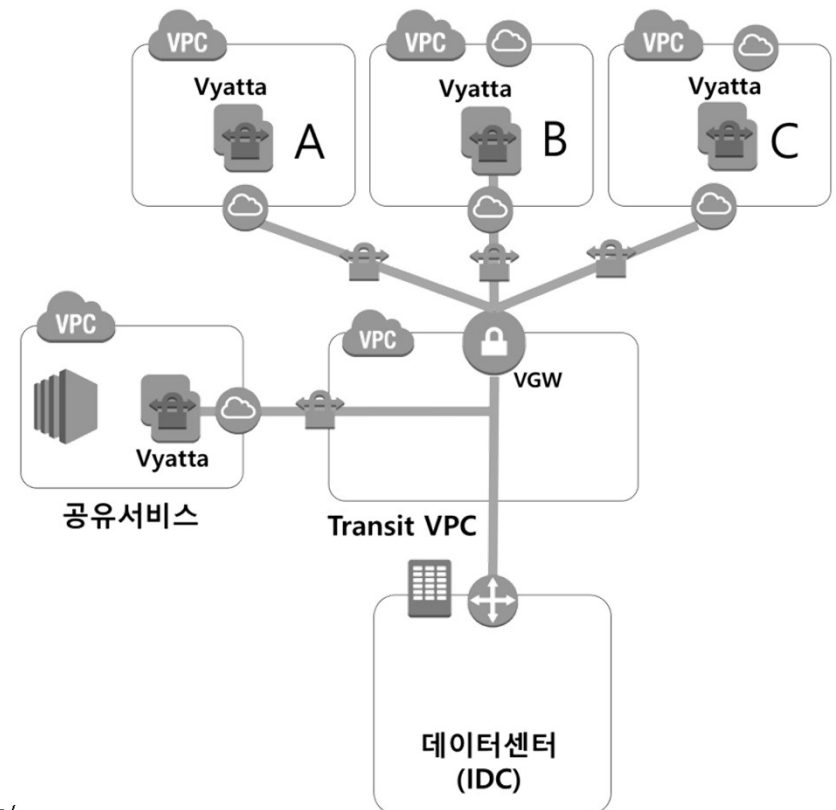 VPC
VPC
VPC
Vyatta
Vyatta
Vyatta
A
B
C
VPC
VPC
VGW
Vyatta
공유서비스
Transit VPC
데이터센터
(IDC)